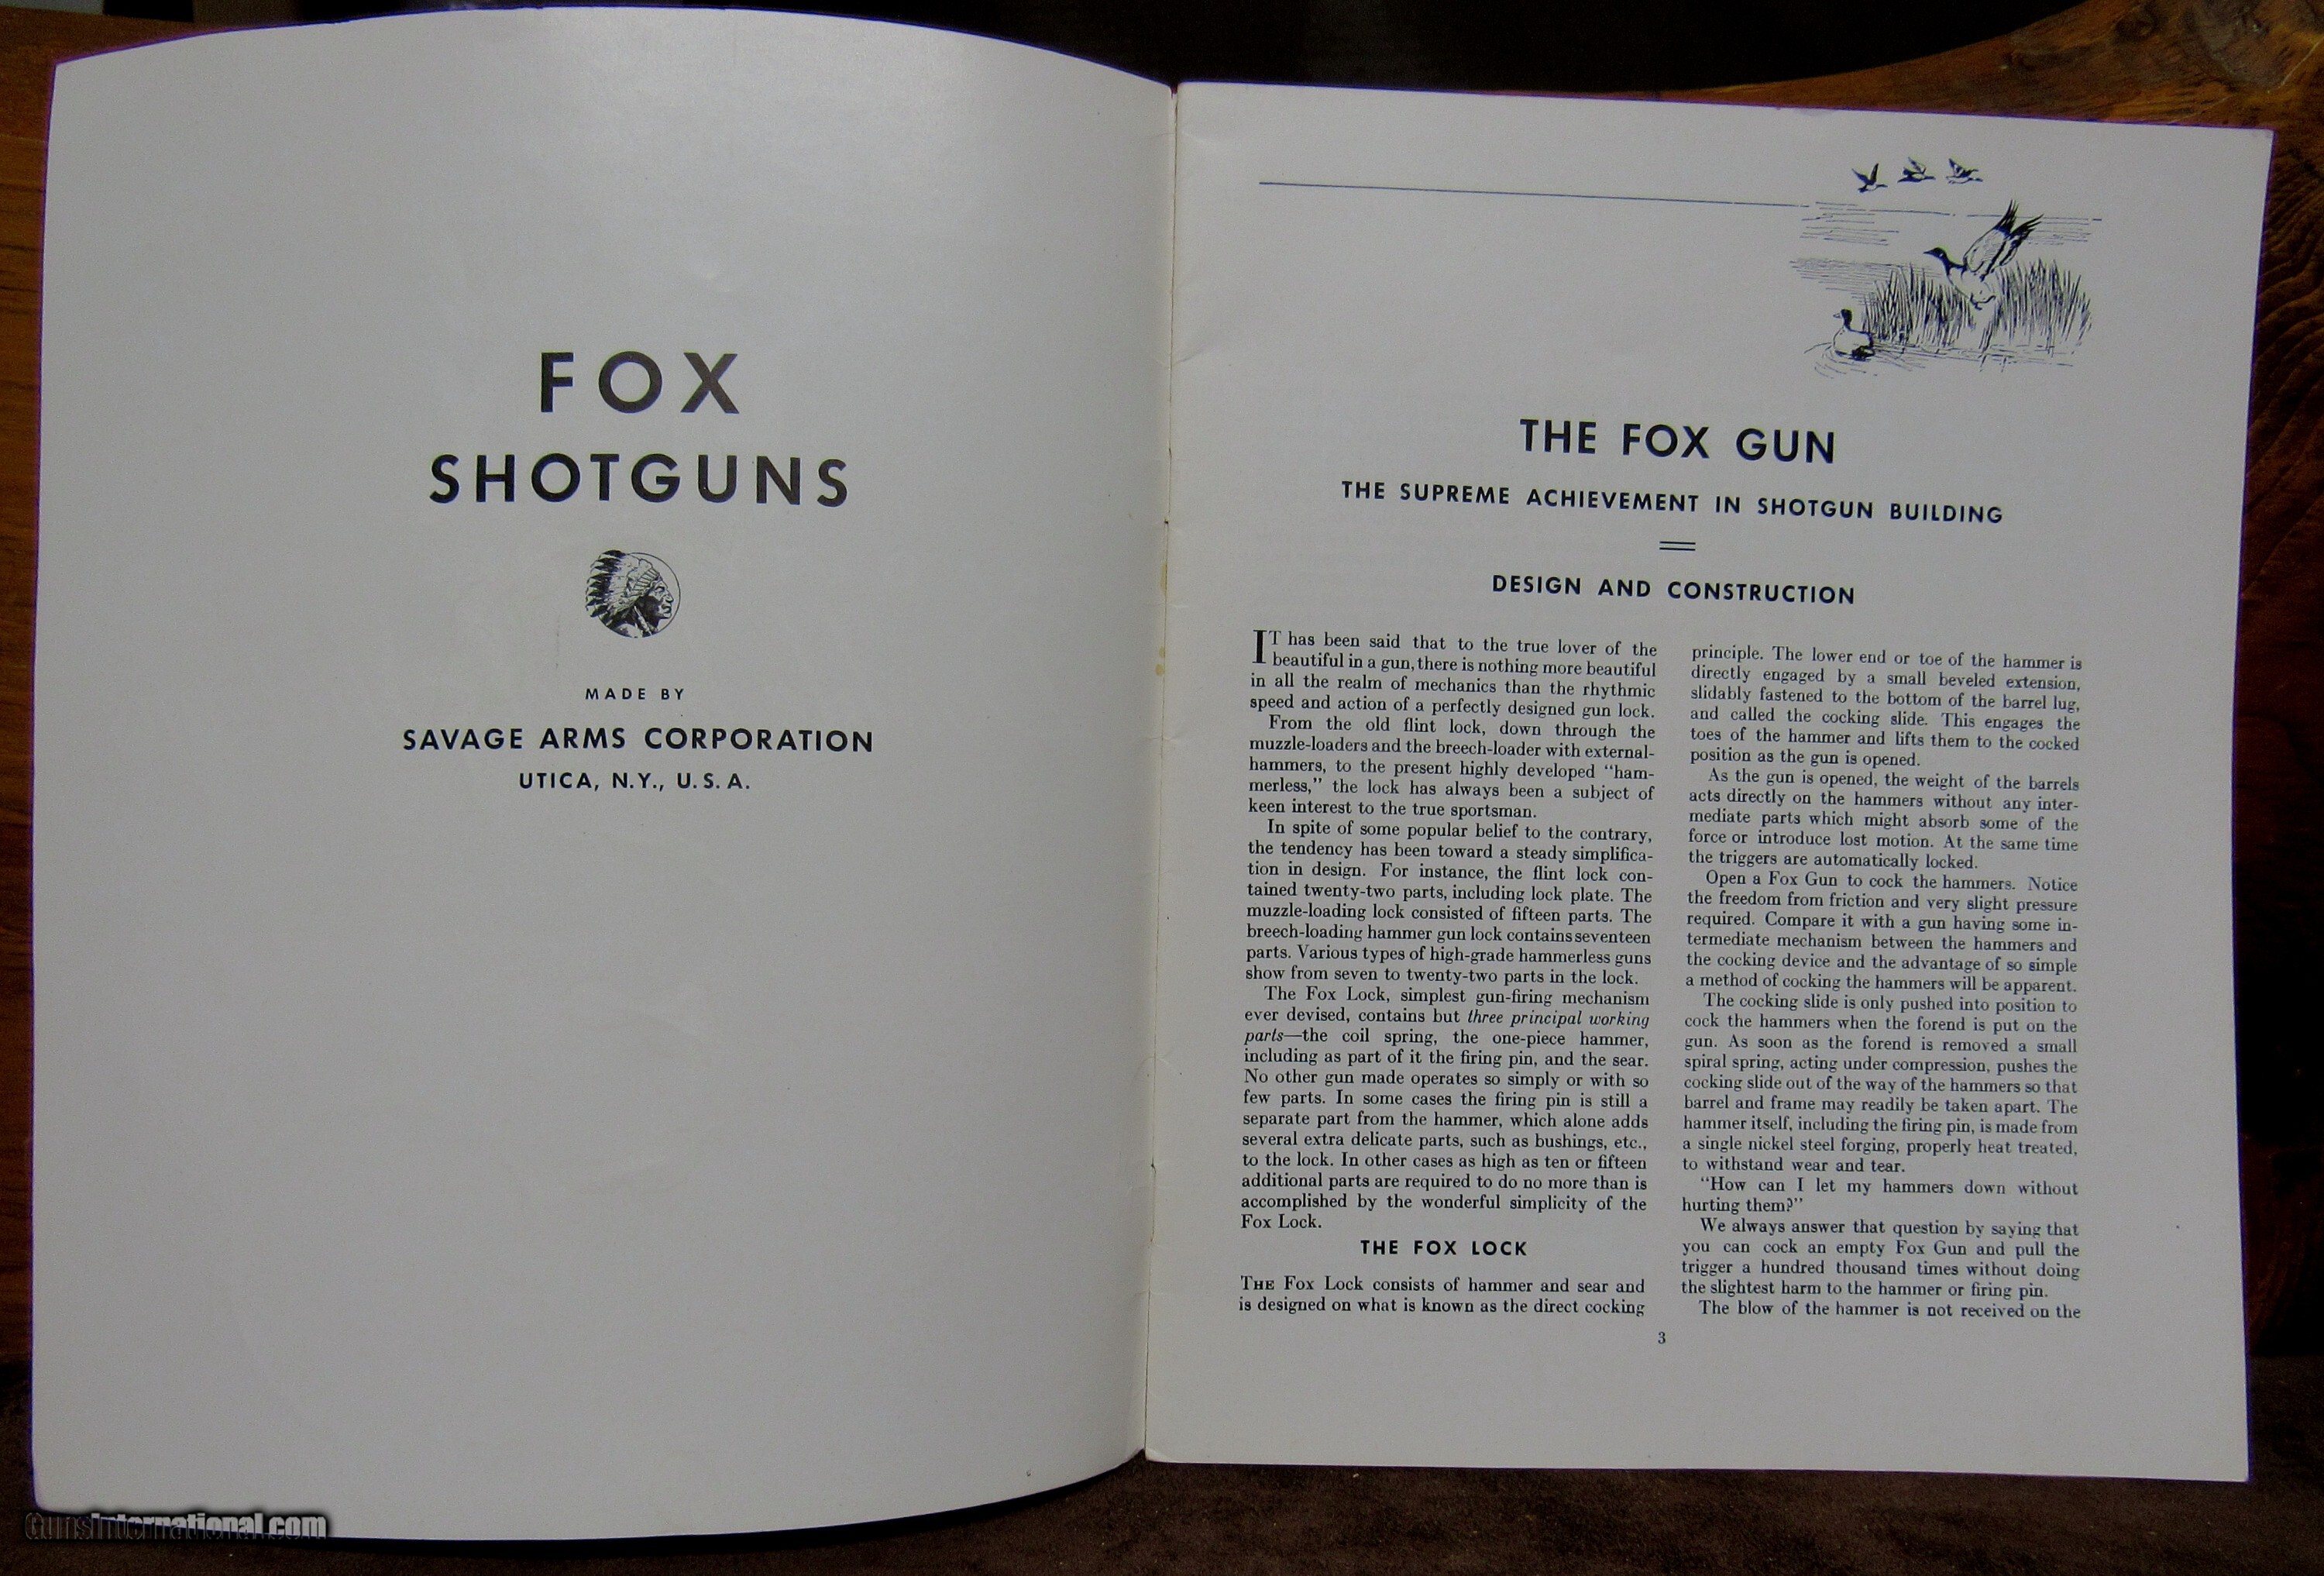 FOX
SHOTGUNS
MADE BY
SAVAGE ARMS CORPORATION
UTICA, N.Y., U.S.A.
THE FOX GUN
THE SUPREME ACHIEVEMENT IN SHOTGUN BUILDING
DESIGN AND CONSTRUCTION
IT has been said that to the true lover of the
beautiful in a gun, there is nothing more beautiful
in all the realm of mechanics than the rhythmic
speed and action of a perfectly designed gun lock.
From the old flint lock, down through the
muzzle-loaders and the breech-loader with external-
hammers, to the present highly developed "ham-
merless," the lock has always been a subject of
keen interest to the true sportsman.
In spite of some popular belief to the contrary,
the tendency has been toward a steady simplifica-
tion in design. For instance, the flint lock con-
tained twenty-two parts, including lock plate. The
muzzle-loading lock consisted of fifteen parts. The
breech-loading hammer gun lock contains seventeen
parts. Various types of high-grade hammerless guns
show from seven to twenty-two parts in the lock.
The Fox Lock, simplest gun-firing mechanism
ever devised, contains but three principal working
parts—the coil spring, the one-piece hammer,
including as part of it the firing pin, and the sear.
No other gun made operates so simply or with so
few parts. In some cases the firing pin is still a
separate part from the hammer, which alone adds
several extra delicate parts, such as bushings, etc.,
to the lock. In other cases as high as ten or fifteen
additional parts are required to do no more than is
accomplished by the wonderful simplicity of the
Fox Lock.
THE FOX LOCK
THE Fox Lock consists of hammer and sear and
is designed on what is known as the direct cocking
principle. The lower end or toe of the hammer is
directly engaged by a small beveled extension,
slidably fastened to the bottom of the barrel lug,
and called the cocking slide. This engages the
toes of the hammer and lifts them to the cocked
position as the gun is opened.
As the gun is opened, the weight of the barrels
acts directly on the hammers without any inter-
mediate parts which might absorb some of the
force or introduce lost motion. At the same time
the triggers are automatically locked.
Open a Fox Gun to cock the hammers. Notice
the freedom from friction and very slight pressure
required. Compare it with a gun having some in-
termediate mechanism between the hammers and
the cocking device and the advantage of so simple
a method of cocking the hammers will be apparent.
The cocking slide is only pushed into position to
cock the hammers when the forend is put on the
gun. As soon as the forend is removed a small
spiral spring, acting under compression, pushes the
cocking slide out of the way of the hammers so that
barrel and frame may readily be taken apart. The
hammer itself, including the firing pin, is made from
a single nickel steel forging, properly heat treated,
to withstand wear and tear.
"How can I let my hammers down without
hurting them?"
We always answer that question by saying that
you can cock an empty Fox Gun and pull the
trigger a hundred thousand times without doing
the slightest harm to the hammer or firing pin.
The blow of the hammer is not received on the
3
GunsInternational.com